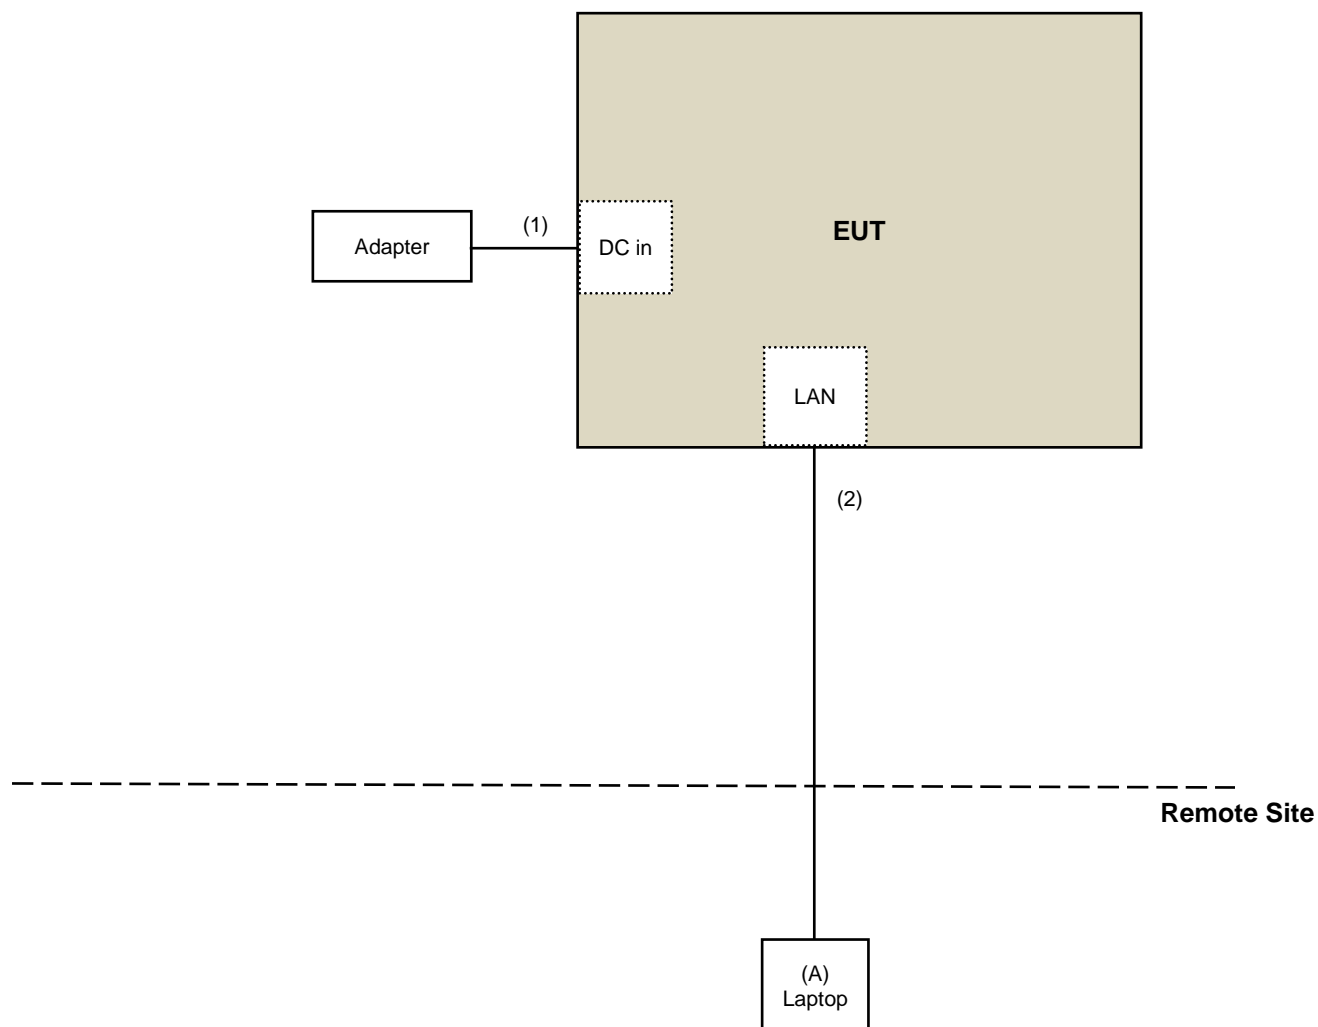 EUT
(1)
Adapter
DC in
LAN
(2)
Remote Site
(A)
Laptop